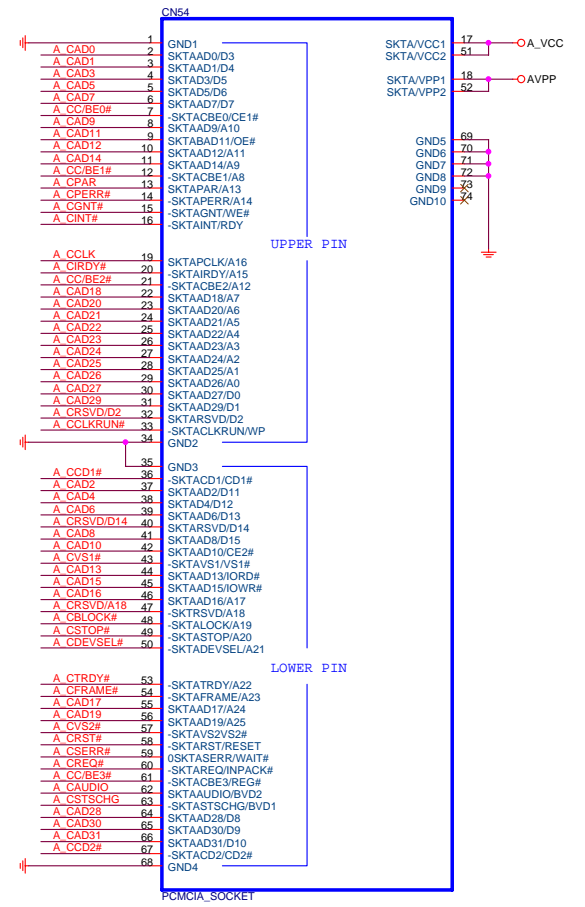 CN54
1 GND1
A_CAD0 2 SKTAAD0/D3
A_CAD1 3 SKTAAD1/D4
A_CAD3 4 SKTAD3/D5
A_CAD5 5 SKTAD5/D6
A_CAD7 6 SKTAAD7/D7
A_CC/BE0# 7 -SKTACBE0/CE1#
A_CAD9 8 SKTAAD9/A10
A_CAD11 9 SKTABAD11/OE#
A_CAD12 10 SKTAAD12/A11
A_CAD14 11 SKTAAD14/A9
A_CC/BE1# 12 -SKTACBE1/A8
A_CPAR 13 SKTAPAR/A13
A_CPERR# 14 -SKTAPERR/A14
A_CGNT# 15 -SKTAGNT/WE#
A_CINT# 16 -SKTAINT/RDY
UPPER PIN
A_CCLK 19 SKTAPCLK/A16
A_CIRDY# 20 -SKTAIRDY/A15
A_CC/BE2# 21 -SKTACBE2/A12
A_CAD18 22 SKTAAD18/A7
A_CAD20 23 SKTAAD20/A6
A_CAD21 24 SKTAAD21/A5
A_CAD22 25 SKTAAD22/A4
A_CAD23 26 SKTAAD23/A3
A_CAD24 27 SKTAAD24/A2
A_CAD25 28 SKTAAD25/A1
A_CAD26 29 SKTAAD26/A0
A_CAD27 30 SKTAAD27/D0
A_CAD29 31 SKTAAD29/D1
A_CRSVD/D2 32 SKTARSVD/D2
A_CCLKRUN# 33 -SKTACLKRUN/WP
34 GND2
35 GND3
A_CCD1# 36 -SKTACD1/CD1#
A_CAD2 37 SKTAAD2/D11
A_CAD4 38 SKTAD4/D12
A_CAD6 39 SKTAAD6/D13
A_CRSVD/D14 40 SKTARSVD/D14
A_CAD8 41 SKTAAD8/D15
A_CAD10 42 SKTAAD10/CE2#
A_CVS1# 43 -SKTAVS1/VS1#
A_CAD13 44 SKTAAD13/IORD#
A_CAD15 45 SKTAAD15/IOWR#
A_CAD16 46 SKTAAD16/A17
A_CRSVD/A18 47 -SKTRSVD/A18
A_CBLOCK# 48 -SKTALOCK/A19
A_CSTOP# 49 -SKTASTOP/A20
A_CDEVSEL# 50 -SKTADEVSEL/A21
LOWER PIN
A_CTRDY# 53 -SKTATRDY/A22
A_CFRAME# 54 -SKTAFRAME/A23
A_CAD17 55 SKTAAD17/A24
A_CAD19 56 SKTAAD19/A25
A_CVS2# 57 -SKTAVS2VS2#
A_CRST# 58 -SKTARST/RESET
A_CSERR# 59 0SKTASERR/WAIT#
A_CREQ# 60 -SKTAREQ/INPACK#
A_CC/BE3# 61 -SKTACBE3/REG#
A_CAUDIO 62 SKTAAUDIO/BVD2
A_CSTSCHG 63 -SKTASTSCHG/BVD1
A_CAD28 64 SKTAAD28/D8
A_CAD30 65 SKTAAD30/D9
A_CAD31 66 SKTAAD31/D10
A_CCD2# 67 -SKTACD2/CD2#
68 GND4
SKTA/VCC1 17 A_VCC
SKTA/VCC2 51
SKTA/VPP1 18 AVPP
SKTA/VPP2 52
GND5 69
GND6 70
GND7 71
GND8 72
GND9 73
GND10 74
PCMCIA_SOCKET